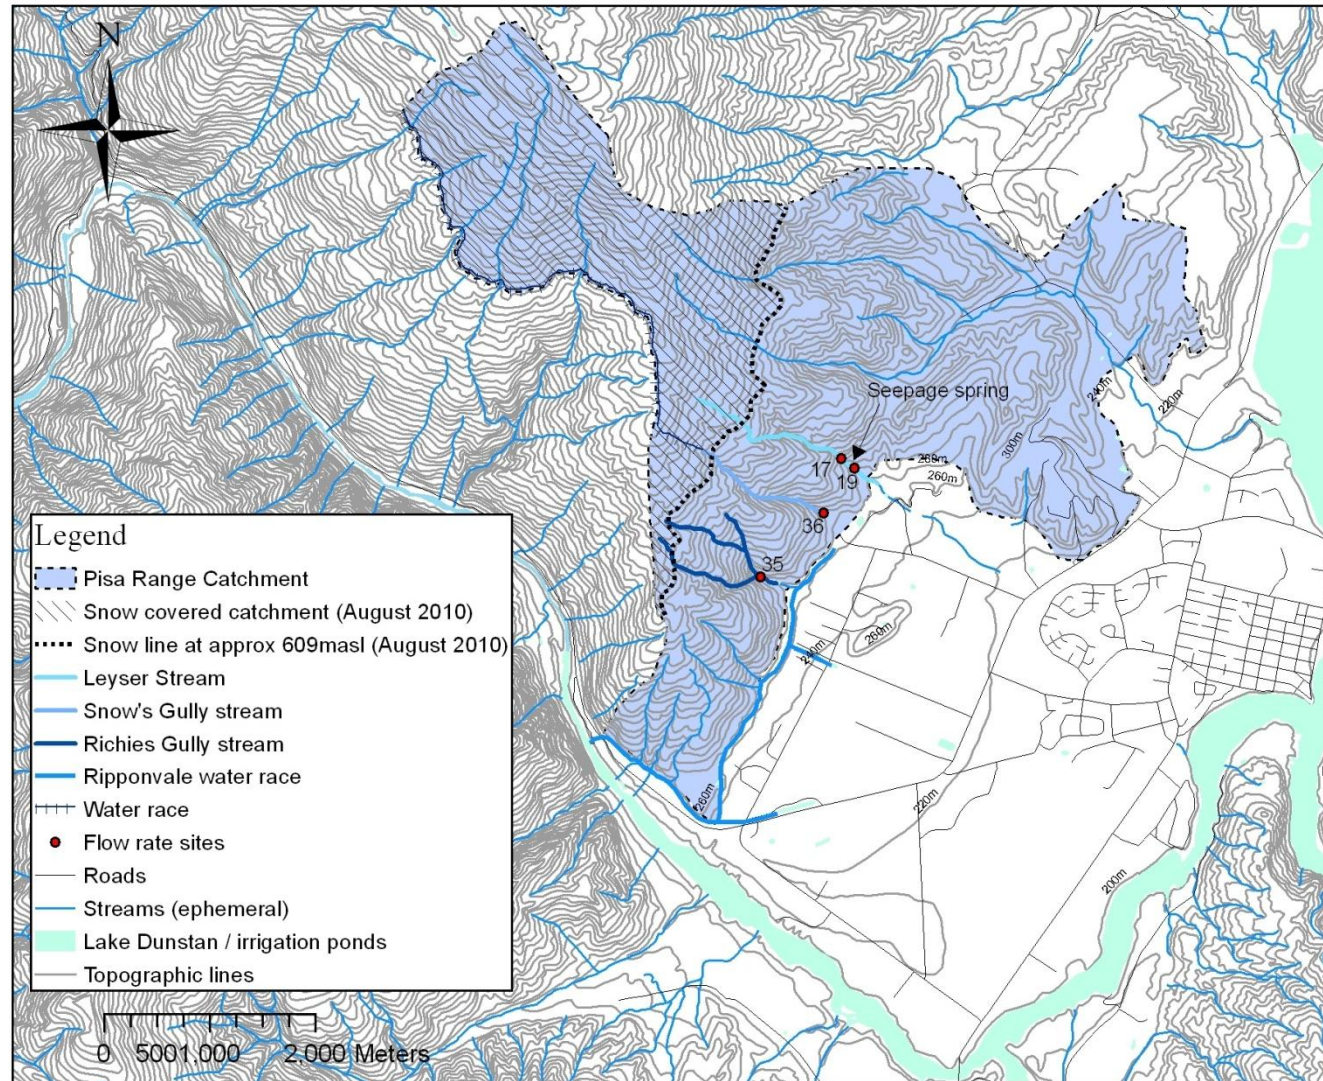 N
Seepage spring
240m
220m
300m
17
19
280m
260m
36
35
260m
240m
260m
220m
200m
Legend
Pisa Range Catchment
Snow covered catchment (August 2010)
Snow line at approx 609masl (August 2010)
Leyser Stream
Snow's Gully stream
Richies Gully stream
Ripponvale water race
Water race
Flow rate sites
Roads
Streams (ephemeral)
Lake Dunstan / irrigation ponds
Topographic lines
0 5001,000 2,000 Meters